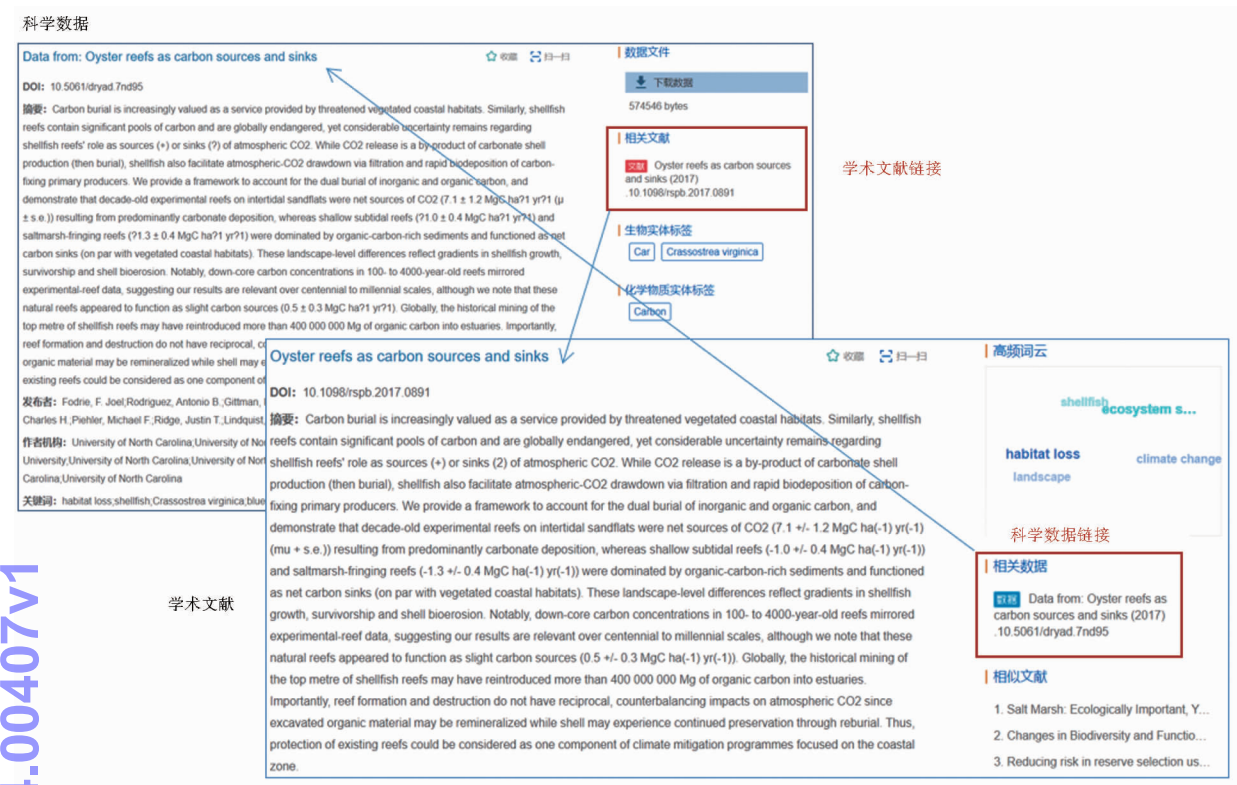 科学数据
Data from: Oyster reefs as carbon sources and sinks
收藏 扫一扫
DOI: 10.5061/dryad.7nd95
摘要: Carbon burial is increasingly valued as a service provided by threatened vegetated coastal habitats. Similarly, shellfish
reefs contain significant pools of carbon and are globally endangered, yet considerable uncertainty remains regarding
shellfish reefs' role as sources (+) or sinks (?) of atmospheric CO2. While CO2 release is a by-product of carbonate shell
production (then burial), shellfish also facilitate atmospheric-CO2 drawdown via filtration and rapid biodeposition of carbon-
fixing primary producers. We provide a framework to account for the dual burial of inorganic and organic carbon, and
demonstrate that decade-old experimental reefs on intertidal sandflats were net sources of CO2 (7.1 ± 1.2 MgC ha?1 yr?1 (μ
± s.e.)) resulting from predominantly carbonate deposition, whereas shallow subtidal reefs (?1.0 ± 0.4 MgC ha?1 yr?1) and
saltmarsh-fringing reefs (?1.3 ± 0.4 MgC ha?1 yr?1) were dominated by organic-carbon-rich sediments and functioned as net
carbon sinks (on par with vegetated coastal habitats). These landscape-level differences reflect gradients in shellfish growth,
survivorship and shell bioerosion. Notably, down-core carbon concentrations in 100- to 4000-year-old reefs mirrored
experimental-reef data, suggesting our results are relevant over centennial to millennial scales, although we note that these
natural reefs appeared to function as slight carbon sources (0.5 ± 0.3 MgC ha?1 yr?1). Globally, the historical mining of the
top metre of shellfish reefs may have reintroduced more than 400 000 000 Mg of organic carbon into estuaries. Importantly,
reef formation and destruction do not have reciprocal, c
organic material may be remineralized while shell may e
existing reefs could be considered as one component of
发布者: Fodrie, F. Joel;Rodriguez, Antonio B.;Gittman,
Charles H.;Piehler, Michael F.;Ridge, Justin T.;Lindquist,
作者机构: University of North Carolina;University of No
University;University of North Carolina;University of Nort
Carolina;University of North Carolina
关键词: habitat loss;shellfish;Crassostrea virginica;blue
数据文件
下载数据
574546 bytes
相关文献
文献 Oyster reefs as carbon sources
and sinks (2017)
.10.1098/rspb.2017.0891
学术文献链接
生物实体标签
Car Crassostrea virginica
化学物质实体标签
Carbon
学术文献
Oyster reefs as carbon sources and sinks
收藏 扫一扫
DOI: 10.1098/rspb.2017.0891
摘要: Carbon burial is increasingly valued as a service provided by threatened vegetated coastal habitats. Similarly, shellfish
reefs contain significant pools of carbon and are globally endangered, yet considerable uncertainty remains regarding
shellfish reefs' role as sources (+) or sinks (2) of atmospheric CO2. While CO2 release is a by-product of carbonate shell
production (then burial), shellfish also facilitate atmospheric-CO2 drawdown via filtration and rapid biodeposition of carbon-
fixing primary producers. We provide a framework to account for the dual burial of inorganic and organic carbon, and
demonstrate that decade-old experimental reefs on intertidal sandflats were net sources of CO2 (7.1 +/- 1.2 MgC ha(-1) yr(-1)
(mu + s.e.)) resulting from predominantly carbonate deposition, whereas shallow subtidal reefs (-1.0 +/- 0.4 MgC ha(-1) yr(-1))
and saltmarsh-fringing reefs (-1.3 +/- 0.4 MgC ha(-1) yr(-1)) were dominated by organic-carbon-rich sediments and functioned
as net carbon sinks (on par with vegetated coastal habitats). These landscape-level differences reflect gradients in shellfish
growth, survivorship and shell bioerosion. Notably, down-core carbon concentrations in 100- to 4000-year-old reefs mirrored
experimental-reef data, suggesting our results are relevant over centennial to millennial scales, although we note that these
natural reefs appeared to function as slight carbon sources (0.5 +/- 0.3 MgC ha(-1) yr(-1)). Globally, the historical mining of
the top metre of shellfish reefs may have reintroduced more than 400 000 000 Mg of organic carbon into estuaries.
Importantly, reef formation and destruction do not have reciprocal, counterbalancing impacts on atmospheric CO2 since
excavated organic material may be remineralized while shell may experience continued preservation through reburial. Thus,
protection of existing reefs could be considered as one component of climate mitigation programmes focused on the coastal
zone.
高频词云
shellfish
ecosystem s...
habitat loss
climate change
landscape
科学数据链接
相关数据
数据 Data from: Oyster reefs as
carbon sources and sinks (2017)
.10.5061/dryad.7nd95
相似文献
1. Salt Marsh: Ecologically Important, Y...
2. Changes in Biodiversity and Functio...
3. Reducing risk in reserve selection us...
.00407v1